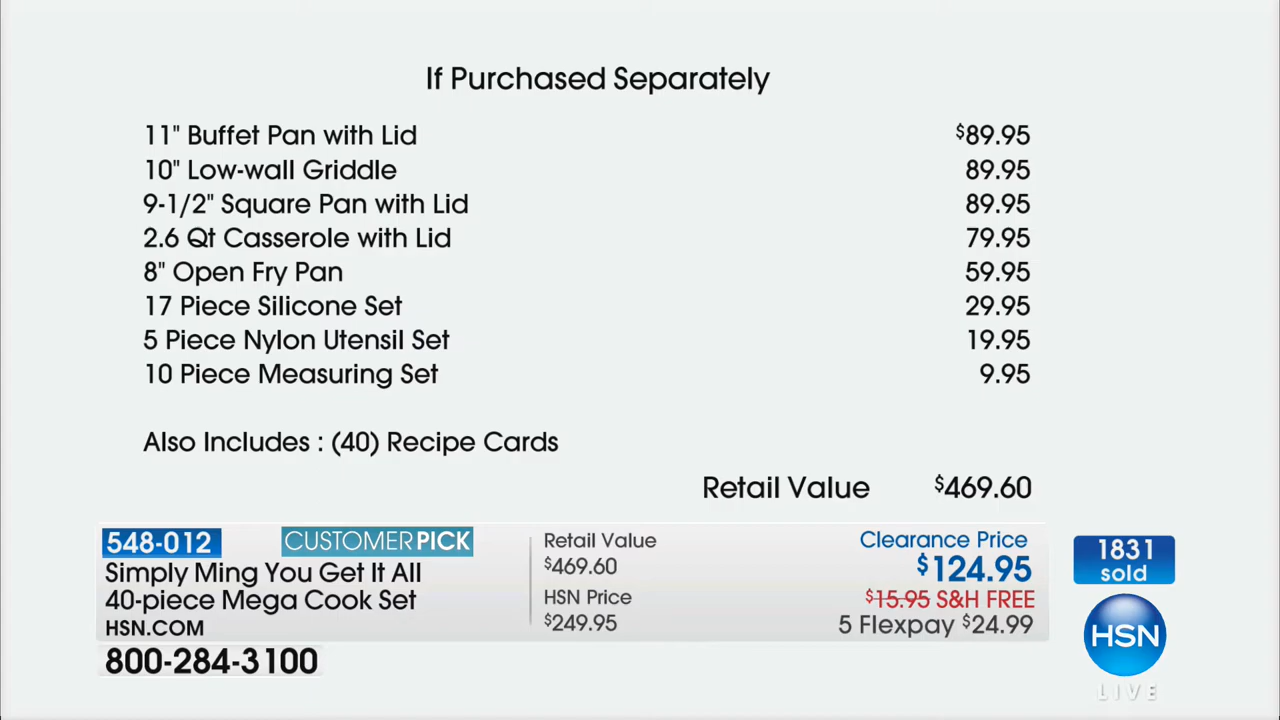 If Purchased Separately
11" Buffet Pan with Lid $89.95
10" Low-wall Griddle 89.95
9-1/2" Square Pan with Lid 89.95
2.6 Qt Casserole with Lid 79.95
8" Open Fry Pan 59.95
17 Piece Silicone Set 29.95
5 Piece Nylon Utensil Set 19.95
10 Piece Measuring Set 9.95
Also Includes : (40) Recipe Cards
Retail Value $469.60
548-012 CUSTOMERPICK
Simply Ming You Get It All
40-piece Mega Cook Set
HSN.COM
800-284-3100
Retail Value
$469.60
HSN Price
$249.95
Clearance Price
$124.95
$15.95 S&H FREE
5 Flexpay $24.99
1831
sold
HSN
LIVE